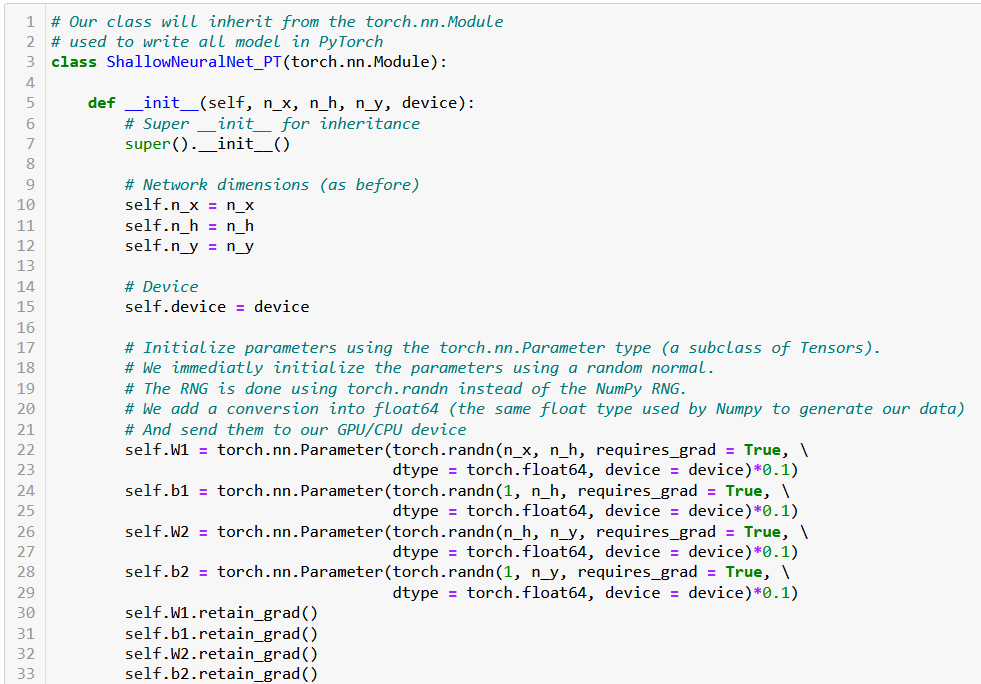 1 # Our class will inherit from the torch.nn.Module
2 # used to write all model in PyTorch
3 class ShallowNeuralNet_PT(torch.nn.Module):
4
5     def __init__(self, n_x, n_h, n_y, device):
6         # Super __init__ for inheritance
7         super().__init__()
8
9         # Network dimensions (as before)
10         self.n_x = n_x
11         self.n_h = n_h
12         self.n_y = n_y
13
14         # Device
15         self.device = device
16
17         # Initialize parameters using the torch.nn.Parameter type (a subclass of Tensors).
18         # We immediatly initialize the parameters using a random normal.
19         # The RNG is done using torch.randn instead of the NumPy RNG.
20         # We add a conversion into float64 (the same float type used by Numpy to generate our data)
21         # And send them to our GPU/CPU device
22         self.W1 = torch.nn.Parameter(torch.randn(n_x, n_h, requires_grad = True, \
23                                      dtype = torch.float64, device = device)*0.1)
24         self.b1 = torch.nn.Parameter(torch.randn(1, n_h, requires_grad = True, \
25                                      dtype = torch.float64, device = device)*0.1)
26         self.W2 = torch.nn.Parameter(torch.randn(n_h, n_y, requires_grad = True, \
27                                      dtype = torch.float64, device = device)*0.1)
28         self.b2 = torch.nn.Parameter(torch.randn(1, n_y, requires_grad = True, \
29                                      dtype = torch.float64, device = device)*0.1)
30         self.W1.retain_grad()
31         self.b1.retain_grad()
32         self.W2.retain_grad()
33         self.b2.retain_grad()